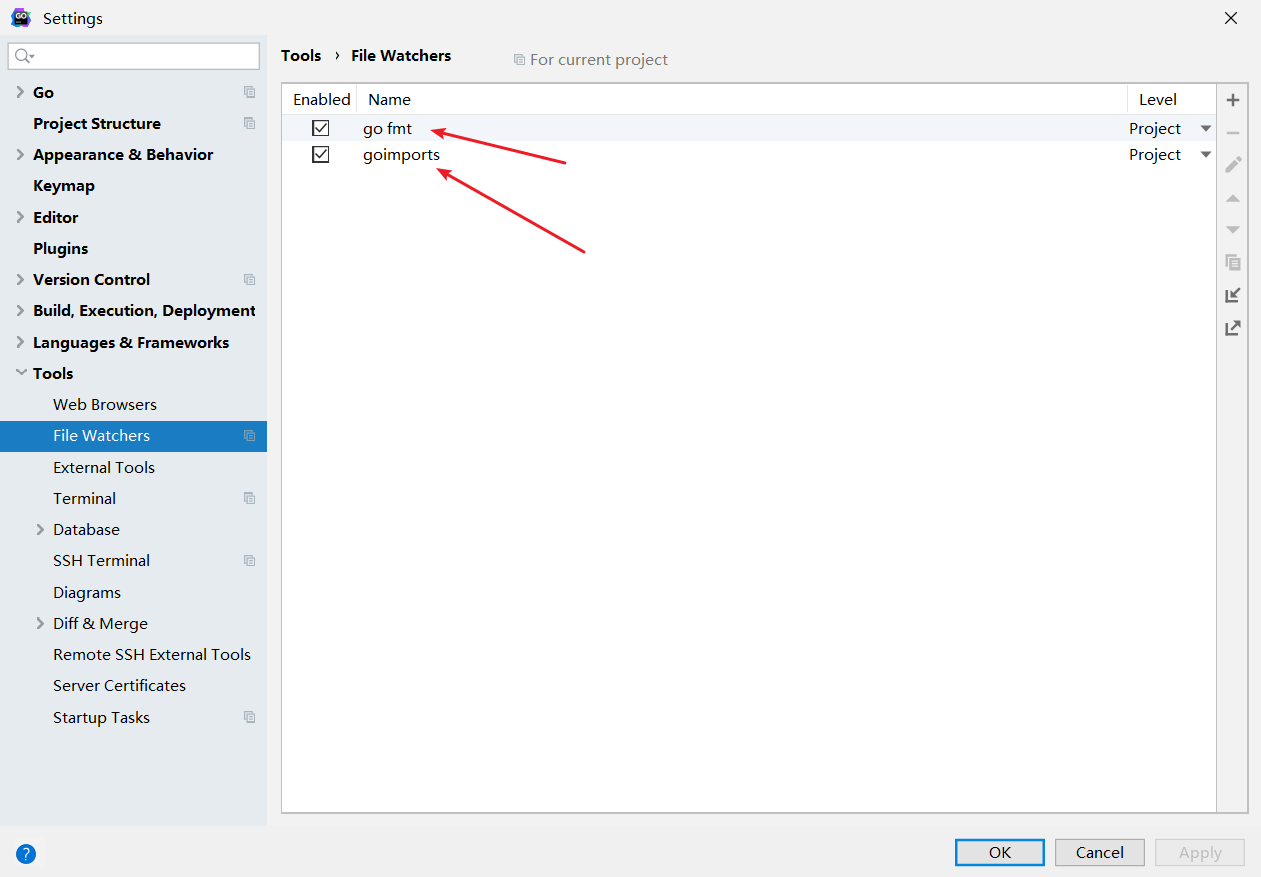 GO
Settings
Tools › File Watchers For current project
Go
Project Structure
Appearance & Behavior
Keymap
Editor
Plugins
Version Control
Build, Execution, Deployment
Languages & Frameworks
Tools
Web Browsers
File Watchers
External Tools
Terminal
Database
SSH Terminal
Diagrams
Diff & Merge
Remote SSH External Tools
Server Certificates
Startup Tasks
Enabled Name Level
go fmt Project
goimports Project
?
OK Cancel Apply